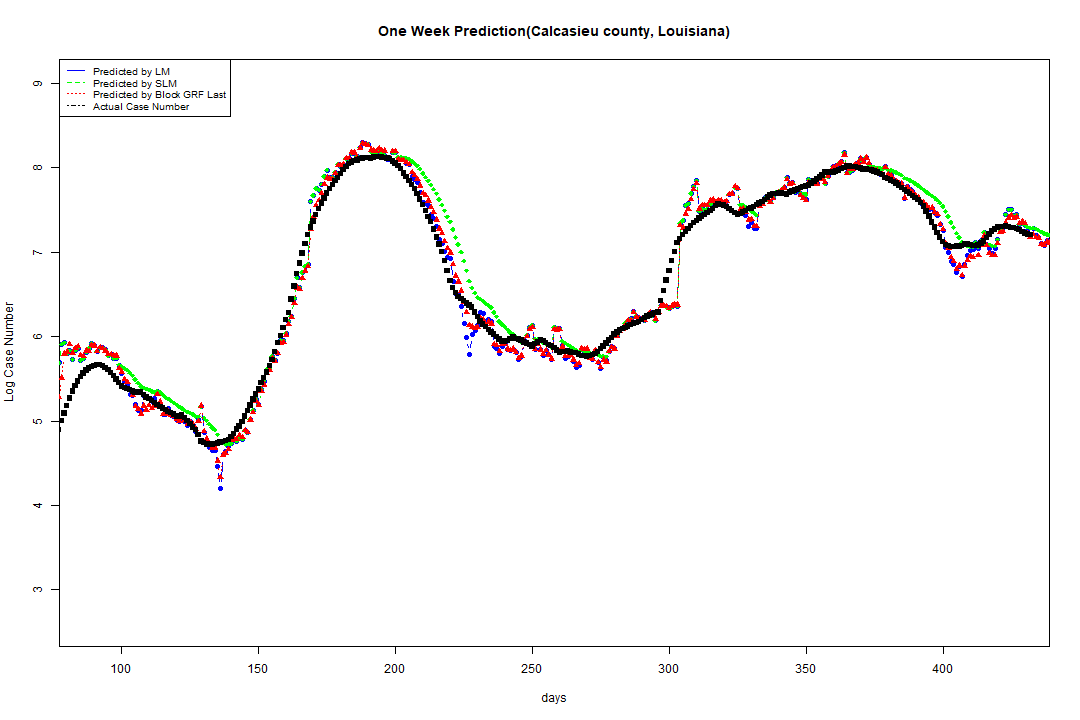 One Week Prediction(Calcasieu county, Louisiana)
Predicted by LM
Predicted by SLM
Predicted by Block GRF Last
Actual Case Number
9
8
7
6
5
4
3
Log Case Number
100 150 200 250 300 350 400
days